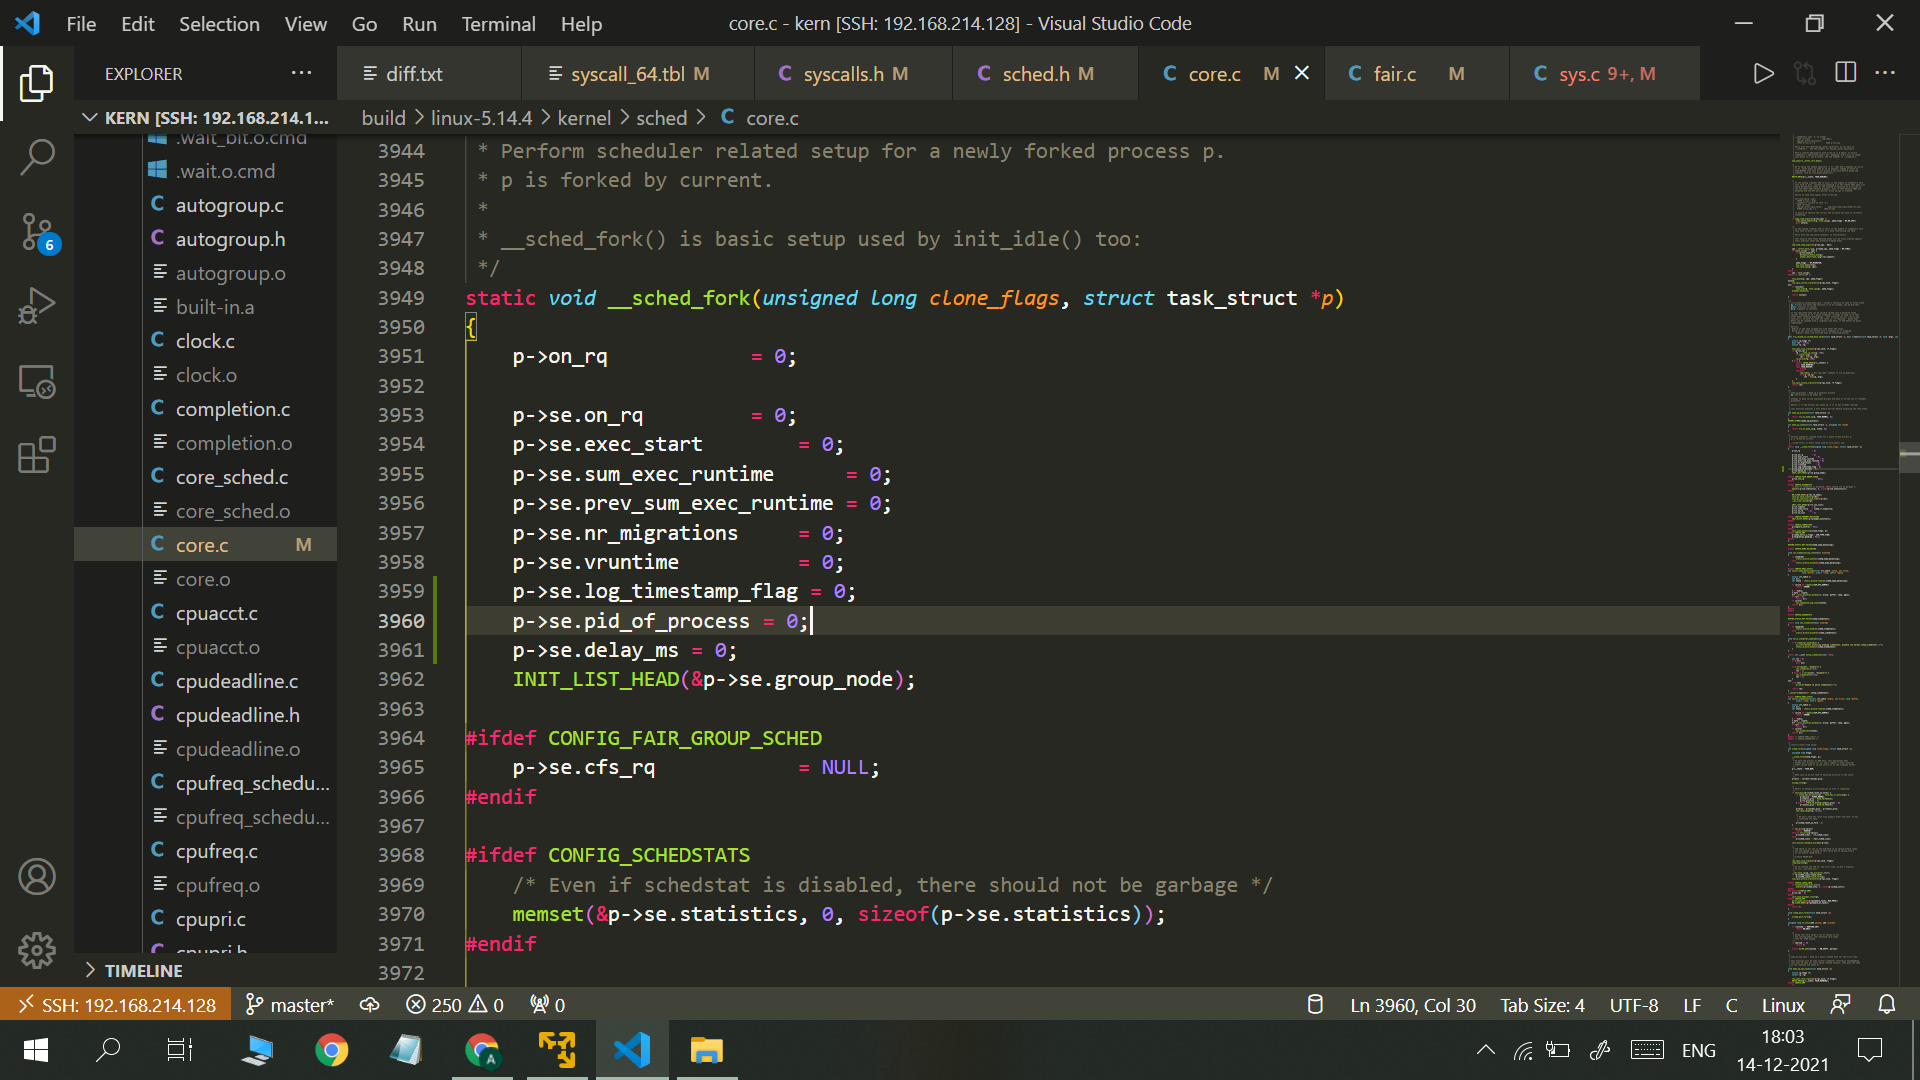 File Edit Selection View Go Run Terminal Help
core.c - kern [SSH: 192.168.214.128] - Visual Studio Code
EXPLORER ···
diff.txt
syscall_64.tbl M
syscalls.h M
sched.h M
core.c M
fair.c M
sys.c 9+, M
KERN [SSH: 192.168.214.1...
build > linux-5.14.4 > kernel > sched > C core.c
.wait_bit.o.cmd
.wait.o.cmd
autogroup.c
autogroup.h
autogroup.o
built-in.a
clock.c
clock.o
completion.c
completion.o
core_sched.c
core_sched.o
core.c M
core.o
cpuacct.c
cpuacct.o
cpudeadline.c
cpudeadline.h
cpudeadline.o
cpufreq_schedu...
cpufreq_schedu...
cpufreq.c
cpufreq.o
cpupri.c
cpupri.h
TIMELINE
6
3944 * Perform scheduler related setup for a newly forked process p.
3945 * p is forked by current.
3946 *
3947 * __sched_fork() is basic setup used by init_idle() too:
3948 */
3949 static void __sched_fork(unsigned long clone_flags, struct task_struct *p)
3950 {
3951 p->on_rq = 0;
3952
3953 p->se.on_rq = 0;
3954 p->se.exec_start = 0;
3955 p->se.sum_exec_runtime = 0;
3956 p->se.prev_sum_exec_runtime = 0;
3957 p->se.nr_migrations = 0;
3958 p->se.vruntime = 0;
3959 p->se.log_timestamp_flag = 0;
3960 p->se.pid_of_process = 0;
3961 p->se.delay_ms = 0;
3962 INIT_LIST_HEAD(&p->se.group_node);
3963
3964 #ifdef CONFIG_FAIR_GROUP_SCHED
3965 p->se.cfs_rq = NULL;
3966 #endif
3967
3968 #ifdef CONFIG_SCHEDSTATS
3969 /* Even if schedstat is disabled, there should not be garbage */
3970 memset(&p->se.statistics, 0, sizeof(p->se.statistics));
3971 #endif
3972
SSH: 192.168.214.128 master* 250 0 0 Ln 3960, Col 30 Tab Size: 4 UTF-8 LF C Linux
ENG
18:03
14-12-2021